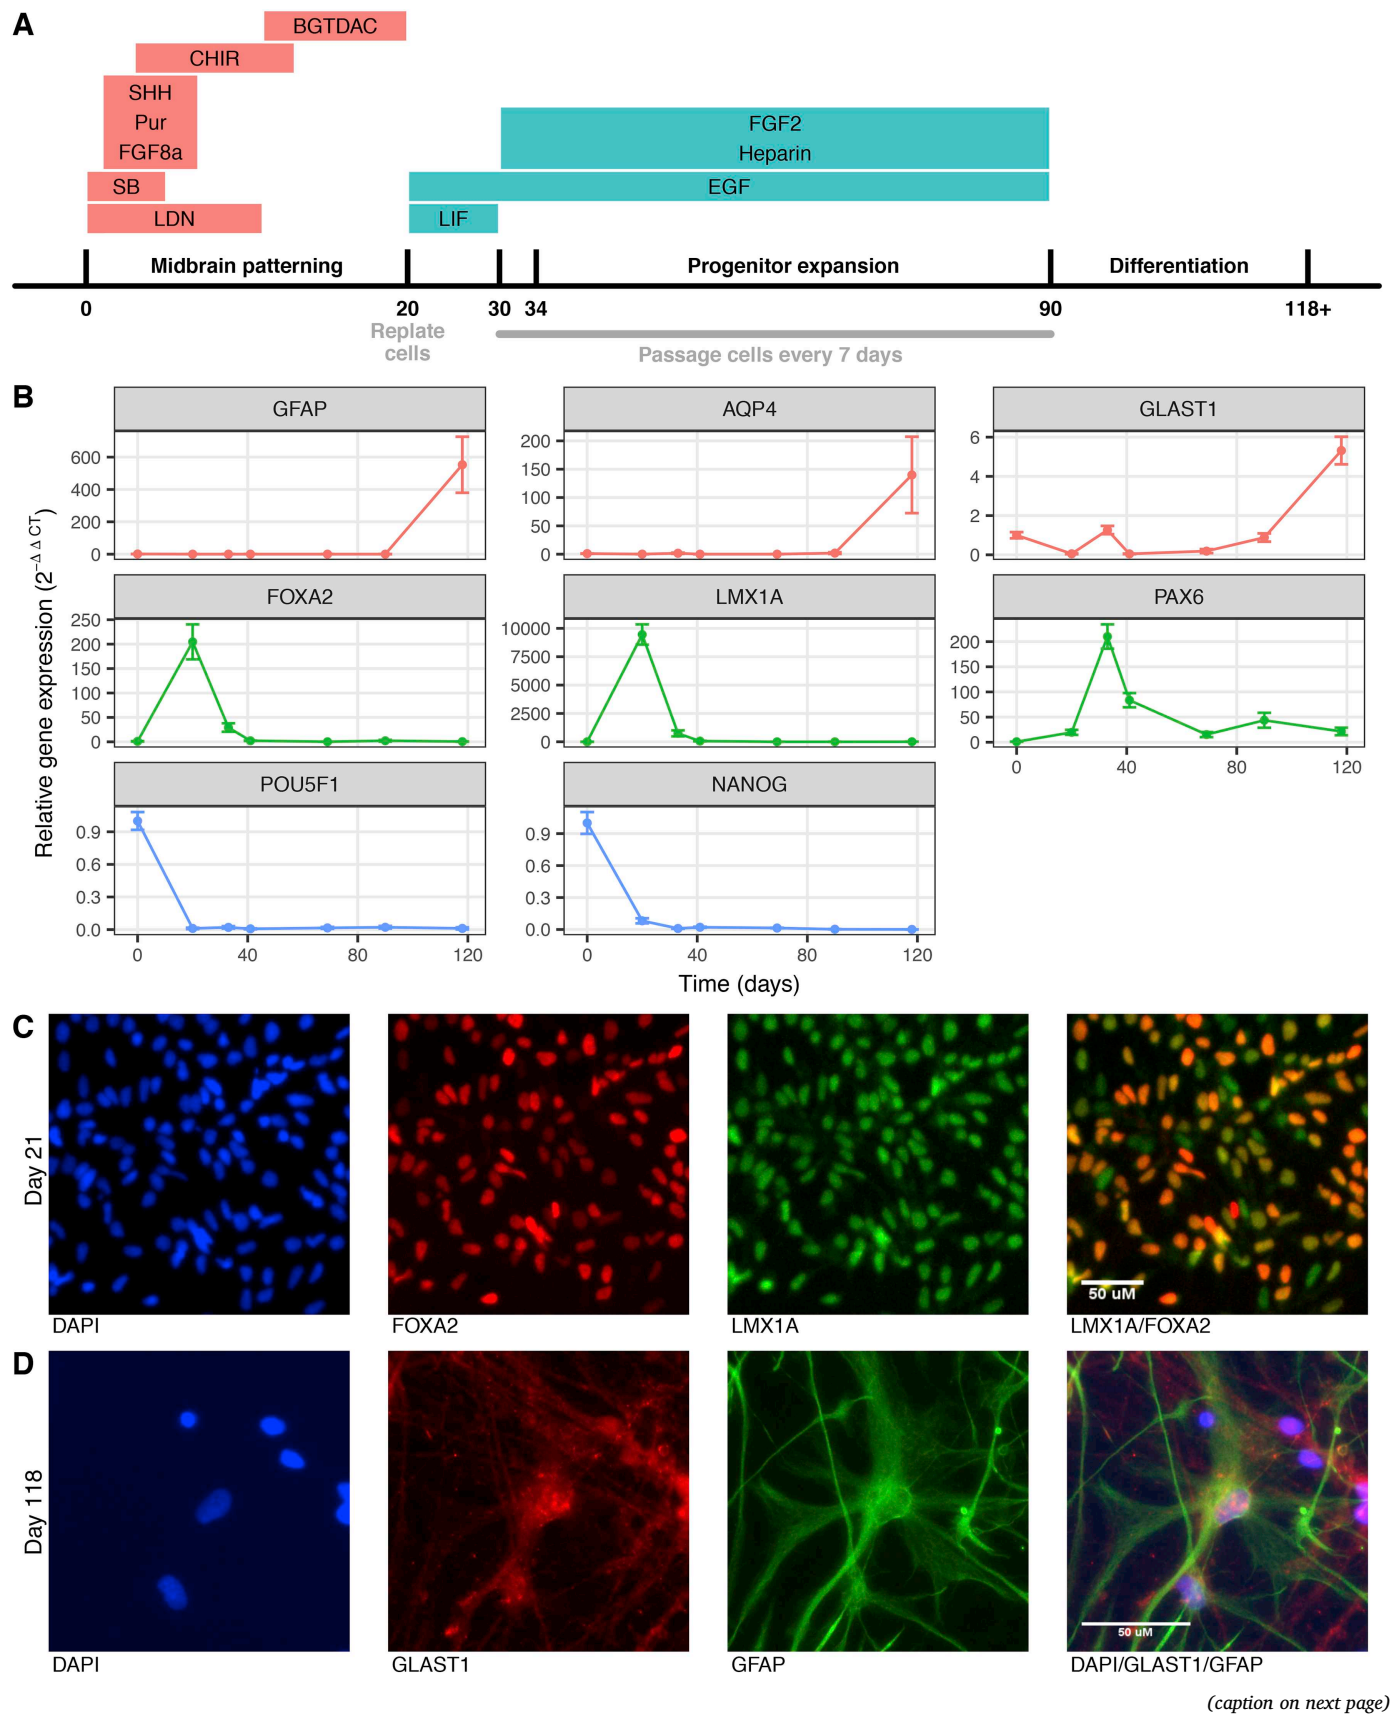 A
BGTDAC
CHIR
SHH
Pur
FGF8a
FGF2
Heparin
SB
EGF
LDN
LIF
Midbrain patterning
Progenitor expansion
Differentiation
0
20
30
34
90
118+
Replate
cells
Passage cells every 7 days
B
Relative gene expression (2^−Δ Δ CT)
GFAP
600
400
200
0
AQP4
200
150
100
50
0
GLAST1
6
4
2
0
FOXA2
250
200
150
100
50
0
LMX1A
10000
7500
5000
2500
0
PAX6
200
150
100
50
0
0 40 80 120
POU5F1
0.9
0.6
0.3
0.0
0 40 80 120
NANOG
0.9
0.6
0.3
0.0
0 40 80 120
Time (days)
C
Day 21
50 uM
DAPI
FOXA2
LMX1A
LMX1A/FOXA2
D
Day 118
50 uM
DAPI
GLAST1
GFAP
DAPI/GLAST1/GFAP
(caption on next page)